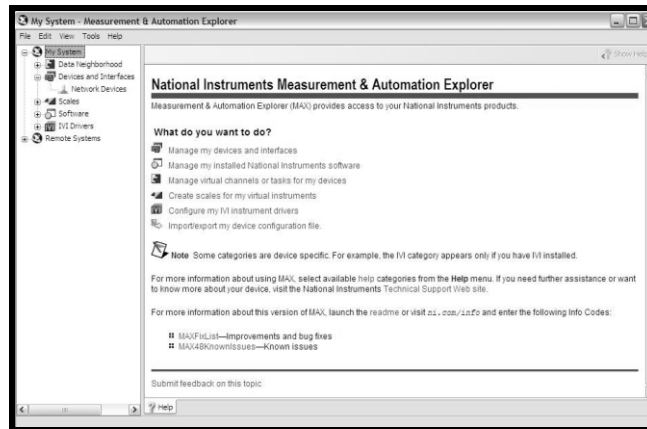 My System - Measurement & Automation Explorer
File Edit View Tools Help
My System
Data Neighborhood
Devices and Interfaces
Network Devices
Scales
Software
IVI Drivers
Remote Systems
Show Help
National Instruments Measurement & Automation Explorer
Measurement & Automation Explorer (MAX) provides access to your National Instruments products.
What do you want to do?
Manage my devices and interfaces
Manage my installed National Instruments software
Manage virtual channels or tasks for my devices
Create scales for my virtual instruments
Configure my IVI instrument drivers
Import/export my device configuration file.
Note Some categories are device specific. For example, the IVI category appears only if you have IVI installed.
For more information about using MAX, select available help categories from the Help menu. If you need further assistance or want
to know more about your device, visit the National Instruments Technical Support Web site.
For more information about this version of MAX, launch the readme or visit ni.com/info and enter the following Info Codes:
MAXFixList—Improvements and bug fixes
MAX48KnownIssues—Known issues
Submit feedback on this topic
Help